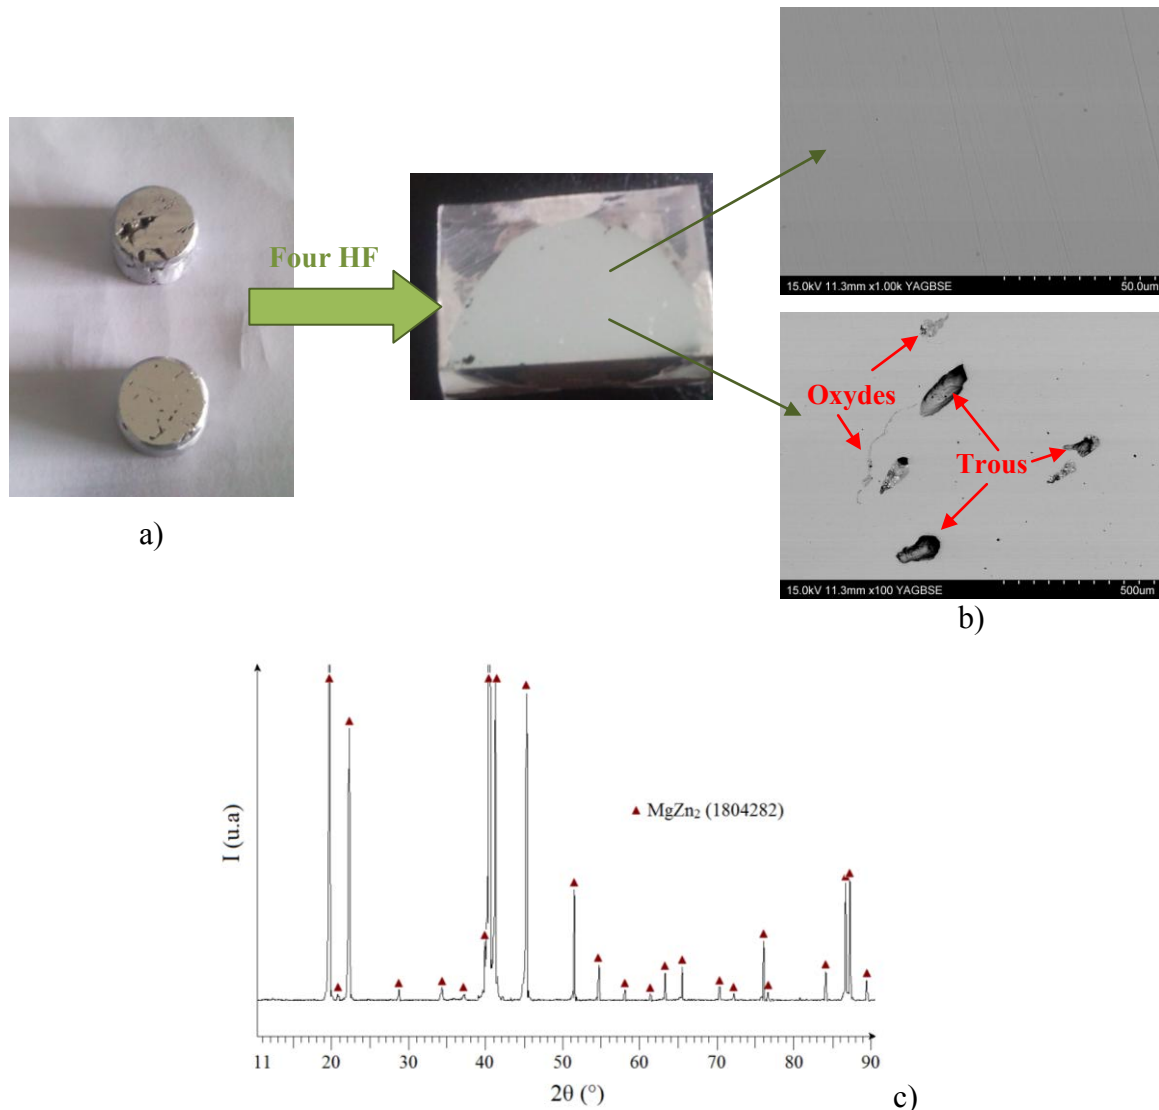 Four HF
15.0kV 11.3mm x1.00k YAGBSE 50.0um
Oxydes
Trous
15.0kV 11.3mm x100 YAGBSE 500um
a)
b)
I (u.a)
MgZn₂ (1804282)
11 20 30 40 50 60 70 80 90
2θ (°)
c)